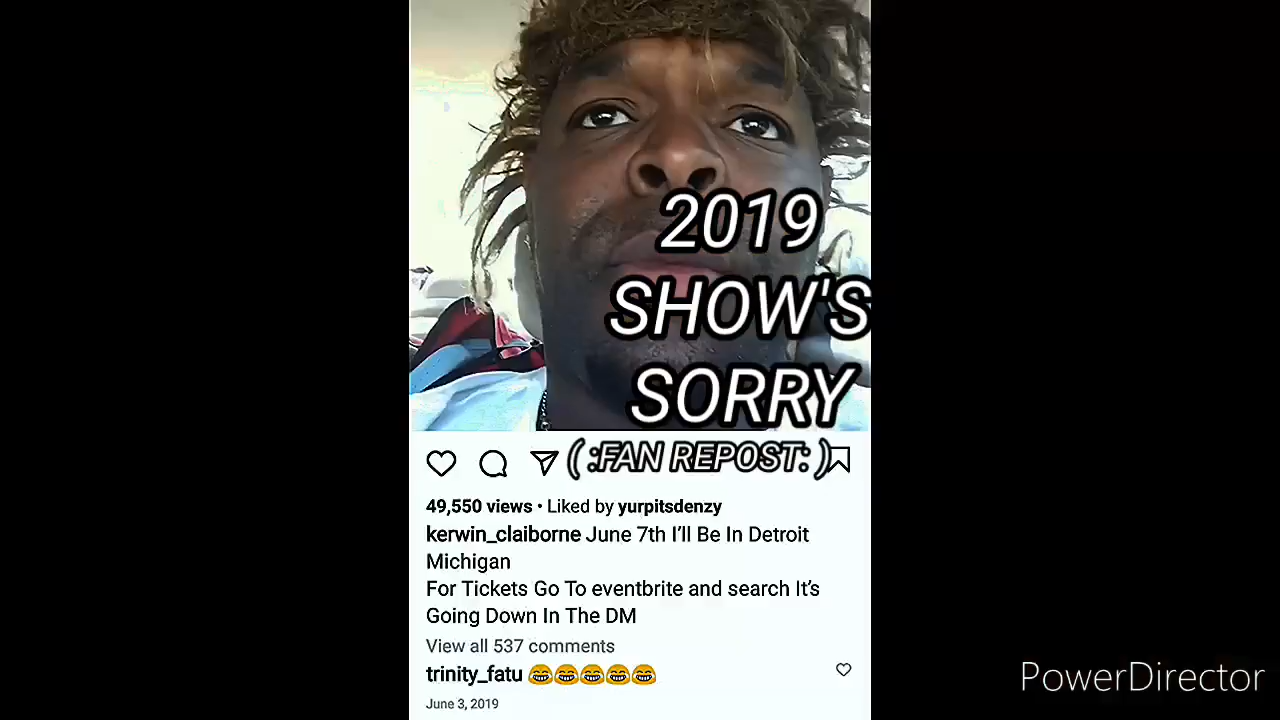 2019
SHOW'S
SORRY
( :FAN REPOST: )
49,550 views • Liked by yurpitsdenzy
kerwin_claiborne June 7th I'll Be In Detroit
Michigan
For Tickets Go To eventbrite and search It's
Going Down In The DM
View all 537 comments
trinity_fatu 😂😂😂😂😂
June 3, 2019
PowerDirector